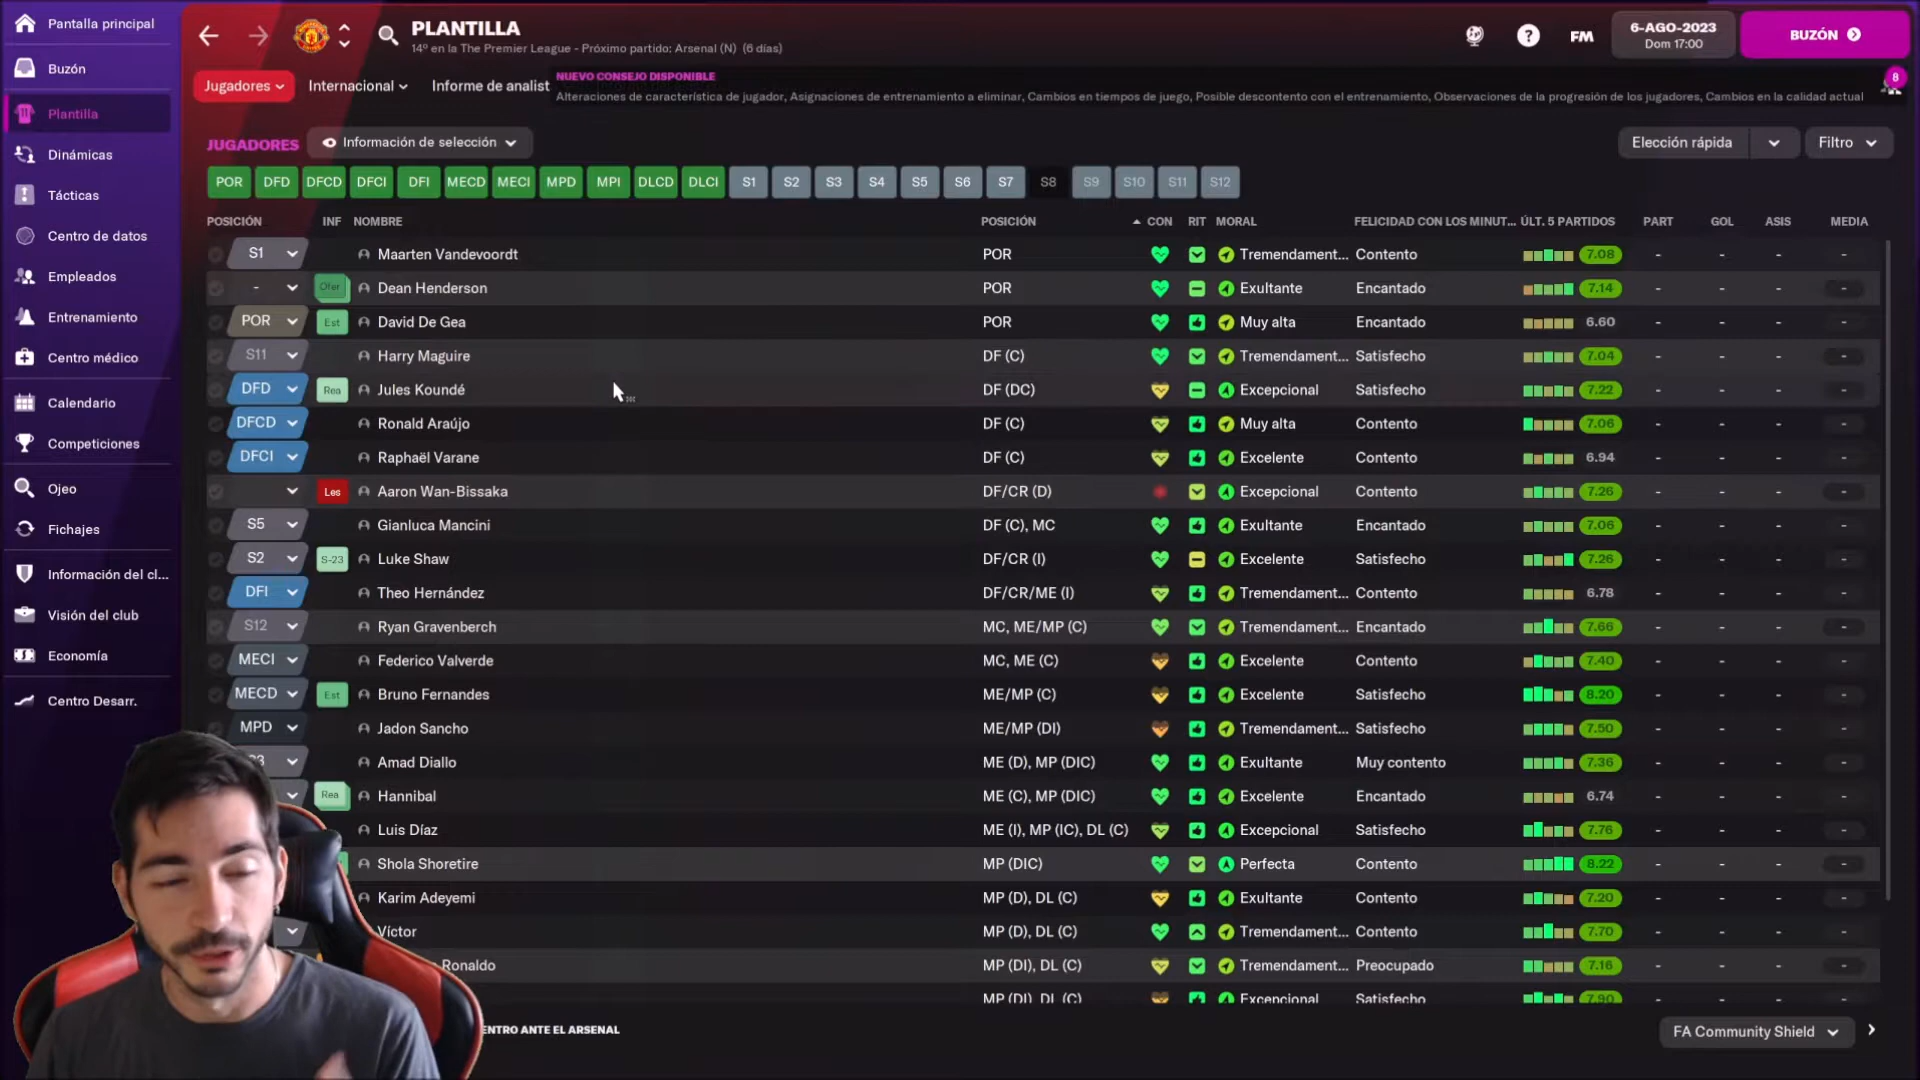 Pantalla principal
Buzón
Plantilla
Dinámicas
Tácticas
Centro de datos
Empleados
Entrenamiento
Centro médico
Calendario
Competiciones
Ojeo
Fichajes
Información del cl...
Visión del club
Economía
Centro Desarr.
PLANTILLA
14º en la The Premier League - Próximo partido: Arsenal (N) (6 días)
FM
6-AGO-2023
Dom 17:00
BUZÓN
8
Jugadores Internacional Informe de analist
NUEVO CONSEJO DISPONIBLE
Alteraciones de característica de jugador, Asignaciones de entrenamiento a eliminar, Cambios en tiempos de juego, Posible descontento con el entrenamiento, Observaciones de la progresión de los jugadores, Cambios en la calidad actual
JUGADORES Información de selección Elección rápida Filtro
POR DFD DFCD DFCI DFI MECD MECI MPD MPI DLCD DLCI S1 S2 S3 S4 S5 S6 S7 S8 S9 S10 S11 S12
POSICIÓN INF NOMBRE POSICIÓN CON RIT MORAL FELICIDAD CON LOS MINUT... ÚLT. 5 PARTIDOS PART GOL ASIS MEDIA
S1 Maarten Vandevoordt POR Tremendament... Contento 7.08 - - - -
- Ofer Dean Henderson POR Exultante Encantado 7.14 - - - -
POR Est David De Gea POR Muy alta Encantado 6.60 - - - -
S11 Harry Maguire DF (C) Tremendament... Satisfecho 7.04 - - - -
DFD Rea Jules Koundé DF (DC) Excepcional Satisfecho 7.22 - - - -
DFCD Ronald Araújo DF (C) Muy alta Contento 7.06 - - - -
DFCI Raphaël Varane DF (C) Excelente Contento 6.94 - - - -
Les Aaron Wan-Bissaka DF/CR (D) Excepcional Contento 7.26 - - - -
S5 Gianluca Mancini DF (C), MC Exultante Encantado 7.06 - - - -
S2 S-23 Luke Shaw DF/CR (I) Excelente Satisfecho 7.26 - - - -
DFI Theo Hernández DF/CR/ME (I) Tremendament... Contento 6.78 - - - -
S12 Ryan Gravenberch MC, ME/MP (C) Tremendament... Encantado 7.66 - - - -
MECI Federico Valverde MC, ME (C) Excelente Contento 7.40 - - - -
MECD Est Bruno Fernandes ME/MP (C) Excelente Satisfecho 8.20 - - - -
MPD Jadon Sancho ME/MP (DI) Tremendament... Satisfecho 7.50 - - - -
Amad Diallo ME (D), MP (DIC) Exultante Muy contento 7.36 - - - -
Rea Hannibal ME (C), MP (DIC) Excelente Encantado 6.74 - - - -
Luis Díaz ME (I), MP (IC), DL (C) Excepcional Satisfecho 7.76 - - - -
Shola Shoretire MP (DIC) Perfecta Contento 8.22 - - - -
Karim Adeyemi MP (D), DL (C) Exultante Contento 7.20 - - - -
Víctor MP (D), DL (C) Tremendament... Contento 7.70 - - - -
Ronaldo MP (DI), DL (C) Tremendament... Preocupado 7.16 - - - -
MP (DI), DL (C) Excepcional Satisfecho 7.90 - - - -
ENTRO ANTE EL ARSENAL
FA Community Shield